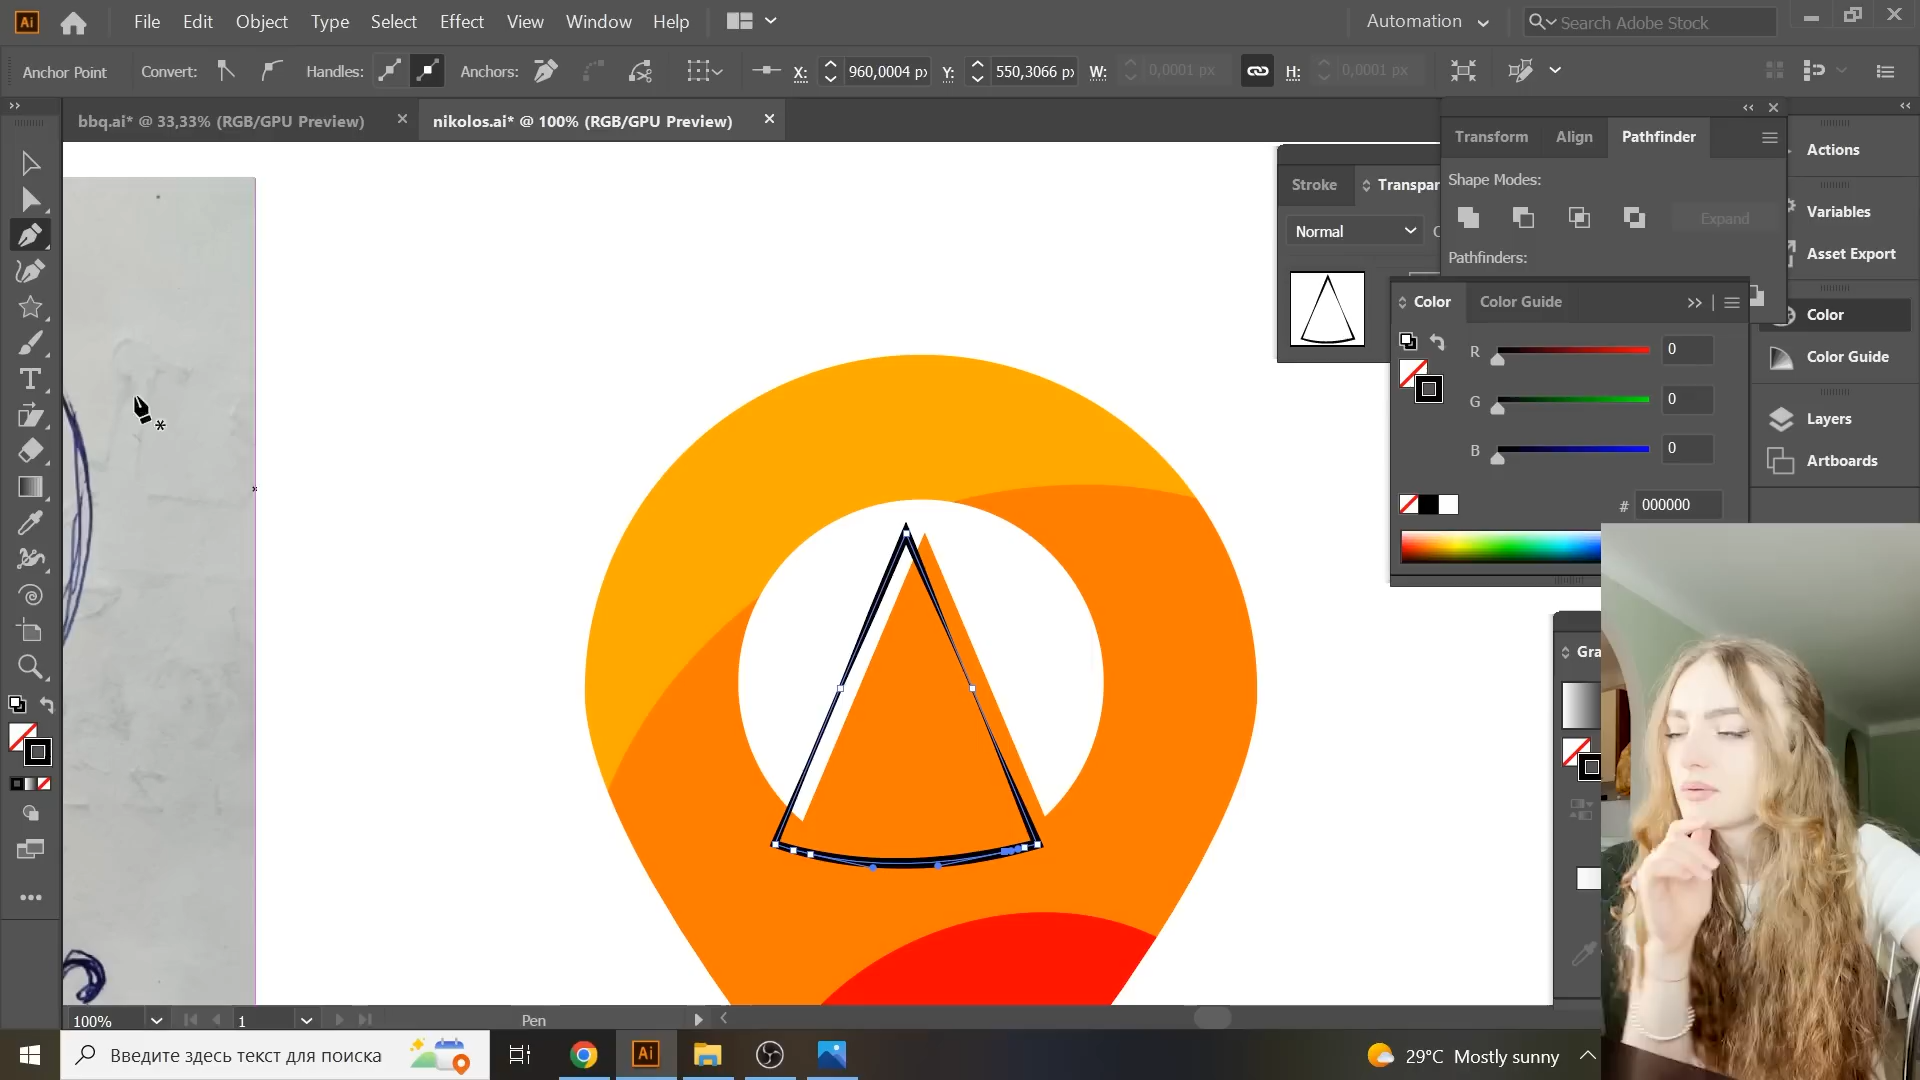 Ai File Edit Object Type Select Effect View Window Help Automation Search Adobe Stock
Anchor Point Convert: Handles: Anchors: X: 960,0004 px Y: 550,3066 px W: 0,0001 px H: 0,0001 px
bbq.ai* @ 33,33% (RGB/GPU Preview) nikolos.ai* @ 100% (RGB/GPU Preview)
Transform Align Pathfinder
Actions
Shape Modes:
Stroke Transpar
Variables
Expand
Normal
Asset Export
Pathfinders:
Color Color Guide
Color
R 0
Color Guide
G 0
Layers
B 0
Artboards
# 000000
Gra
100% 1 Pen
Введите здесь текст для поиска Ai 29°C Mostly sunny